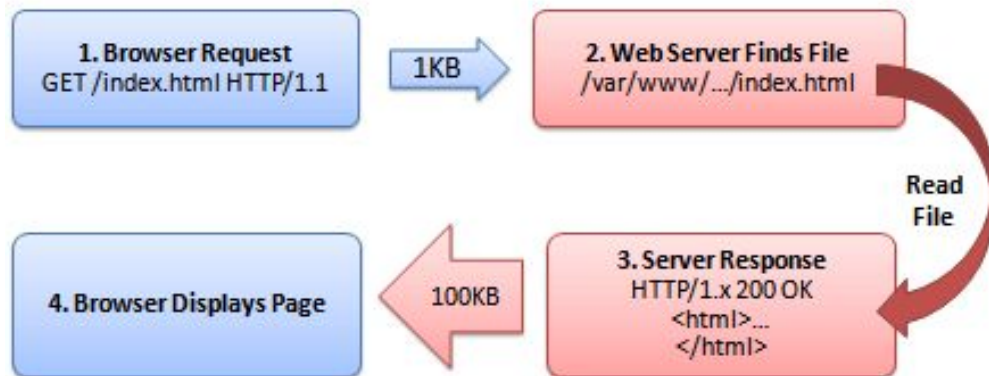 1. Browser Request
GET /index.html HTTP/1.1
1KB
2. Web Server Finds File
/var/www/.../index.html
Read
File
3. Server Response
HTTP/1.x 200 OK
<html>...
</html>
100KB
4. Browser Displays Page